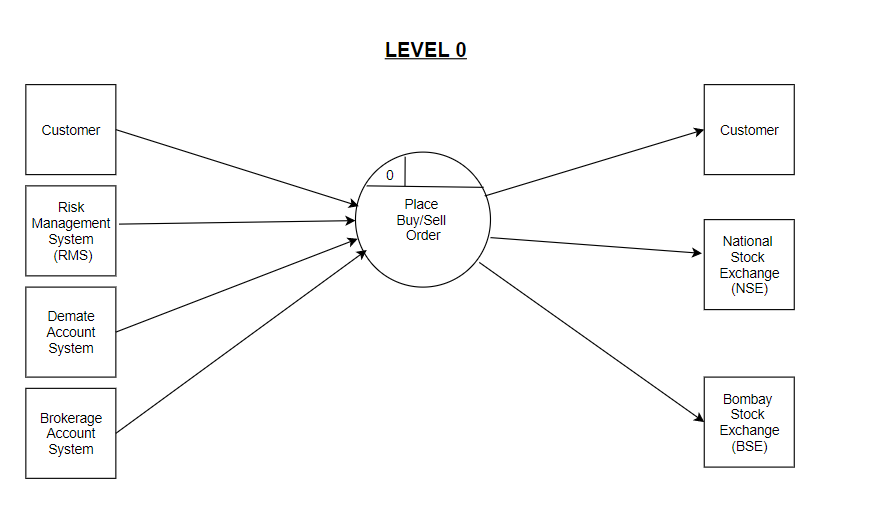 LEVEL 0
Customer
Risk
Management
System
(RMS)
Demate
Account
System
Brokerage
Account
System
0
Place
Buy/Sell
Order
Customer
National
Stock
Exchange
(NSE)
Bombay
Stock
Exchange
(BSE)